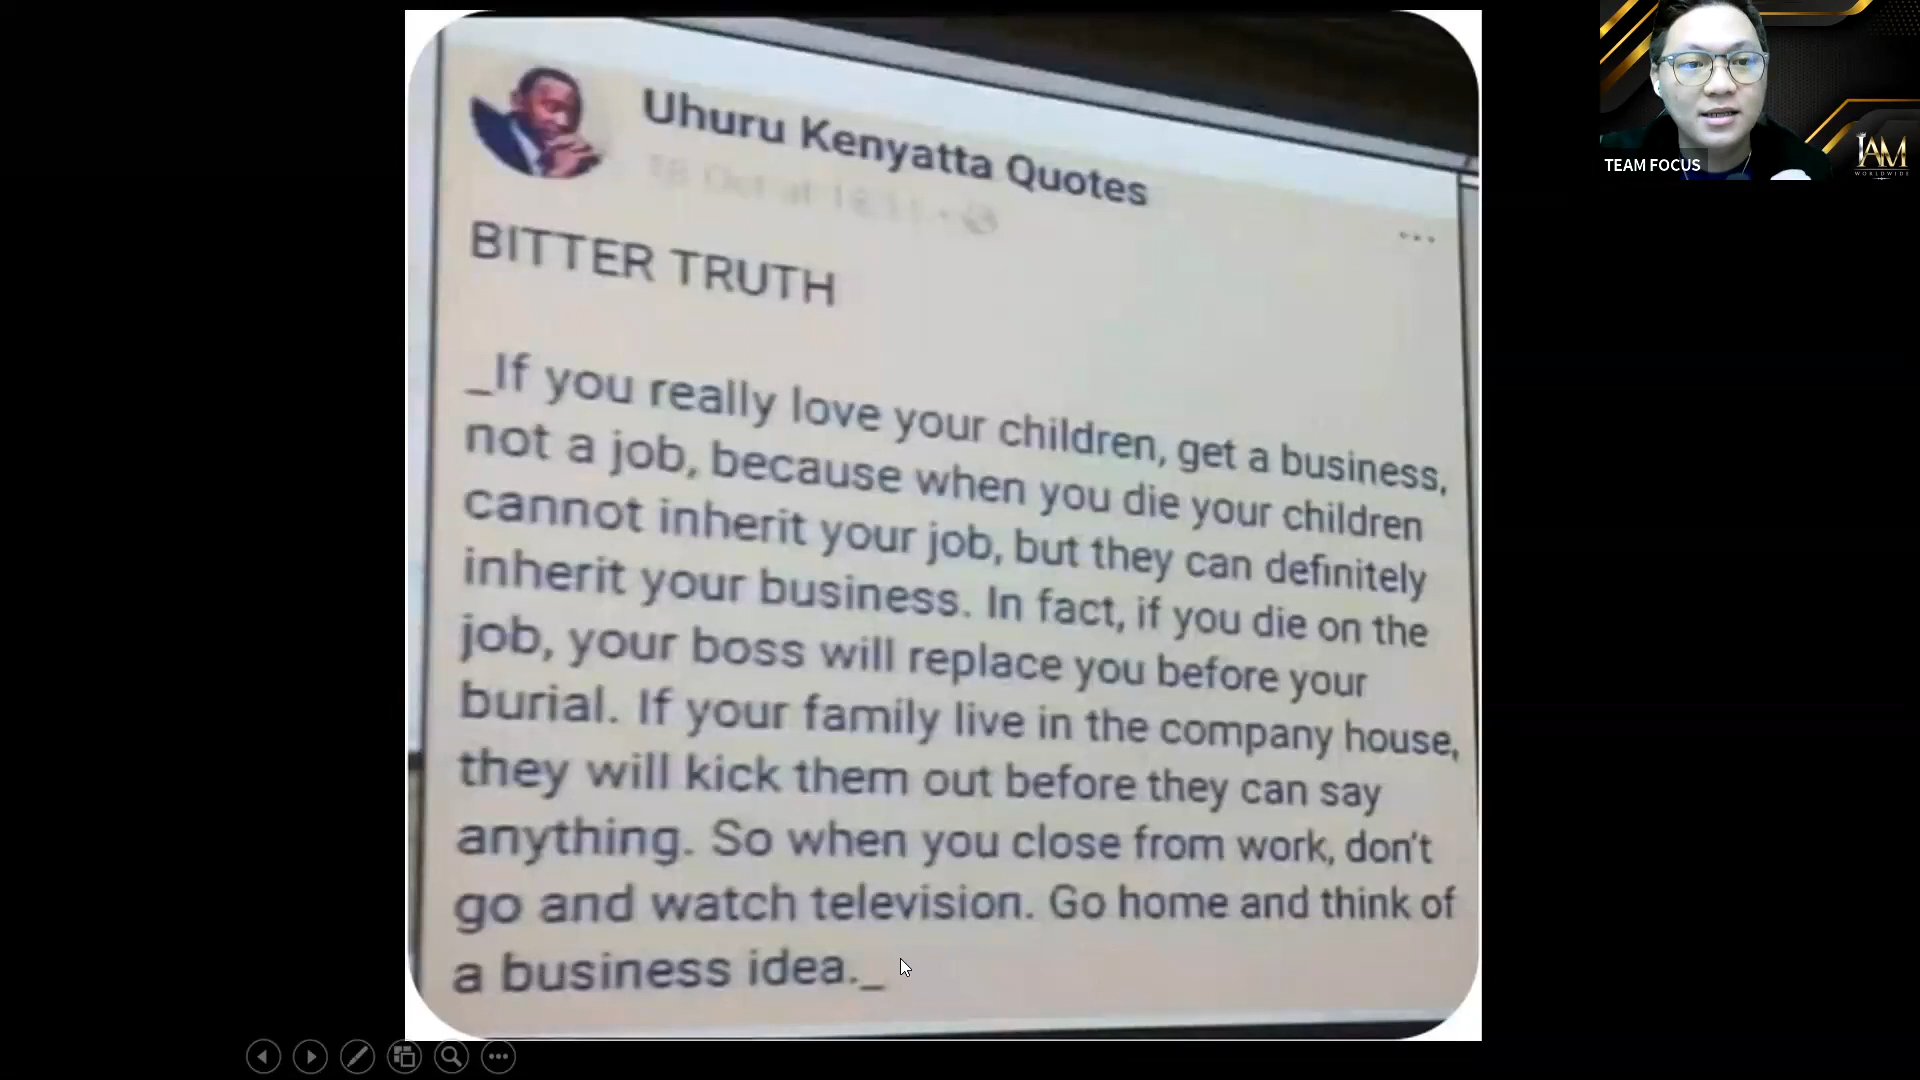 Uhuru Kenyatta Quotes
BITTER TRUTH
_If you really love your children, get a business,
not a job, because when you die your children
cannot inherit your job, but they can definitely
inherit your business. In fact, if you die on the
job, your boss will replace you before your
burial. If your family live in the company house,
they will kick them out before they can say
anything. So when you close from work, don't
go and watch television. Go home and think of
a business idea._
TEAM FOCUS
IAM
WORLDWIDE